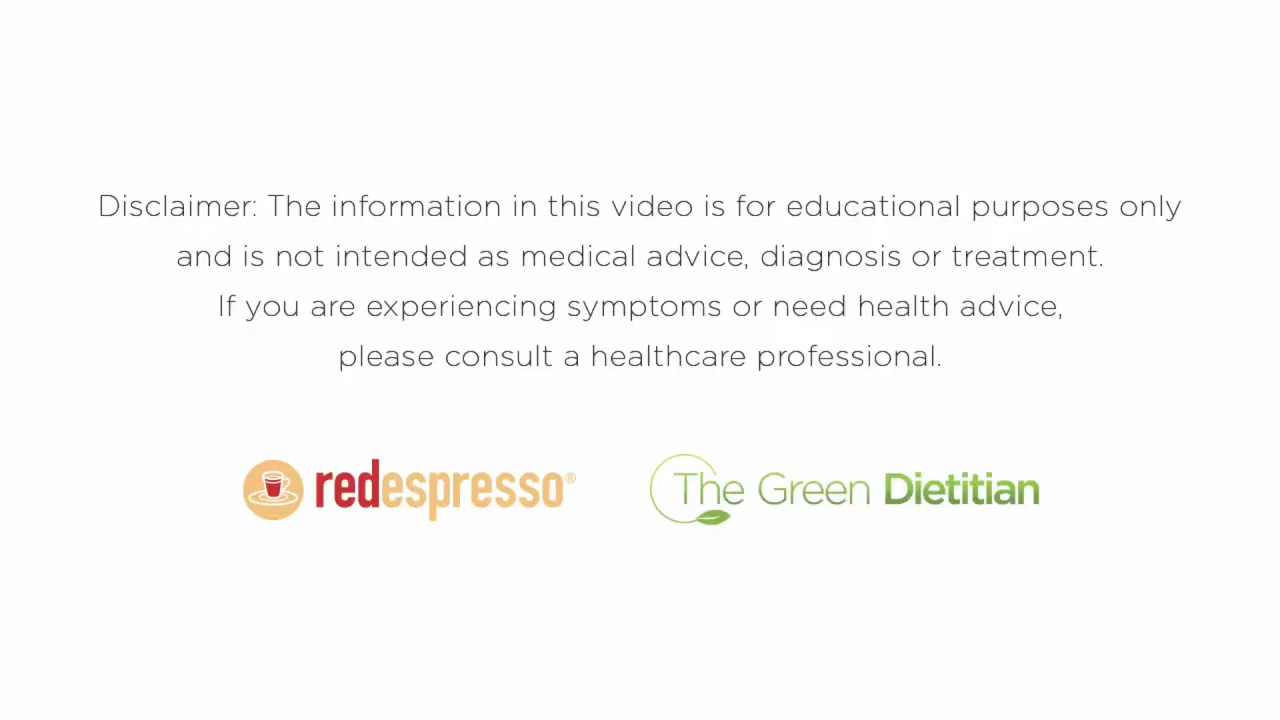 Disclaimer: The information in this video is for educational purposes only
and is not intended as medical advice, diagnosis or treatment.
If you are experiencing symptoms or need health advice,
please consult a healthcare professional.
redespresso®
The Green Dietitian